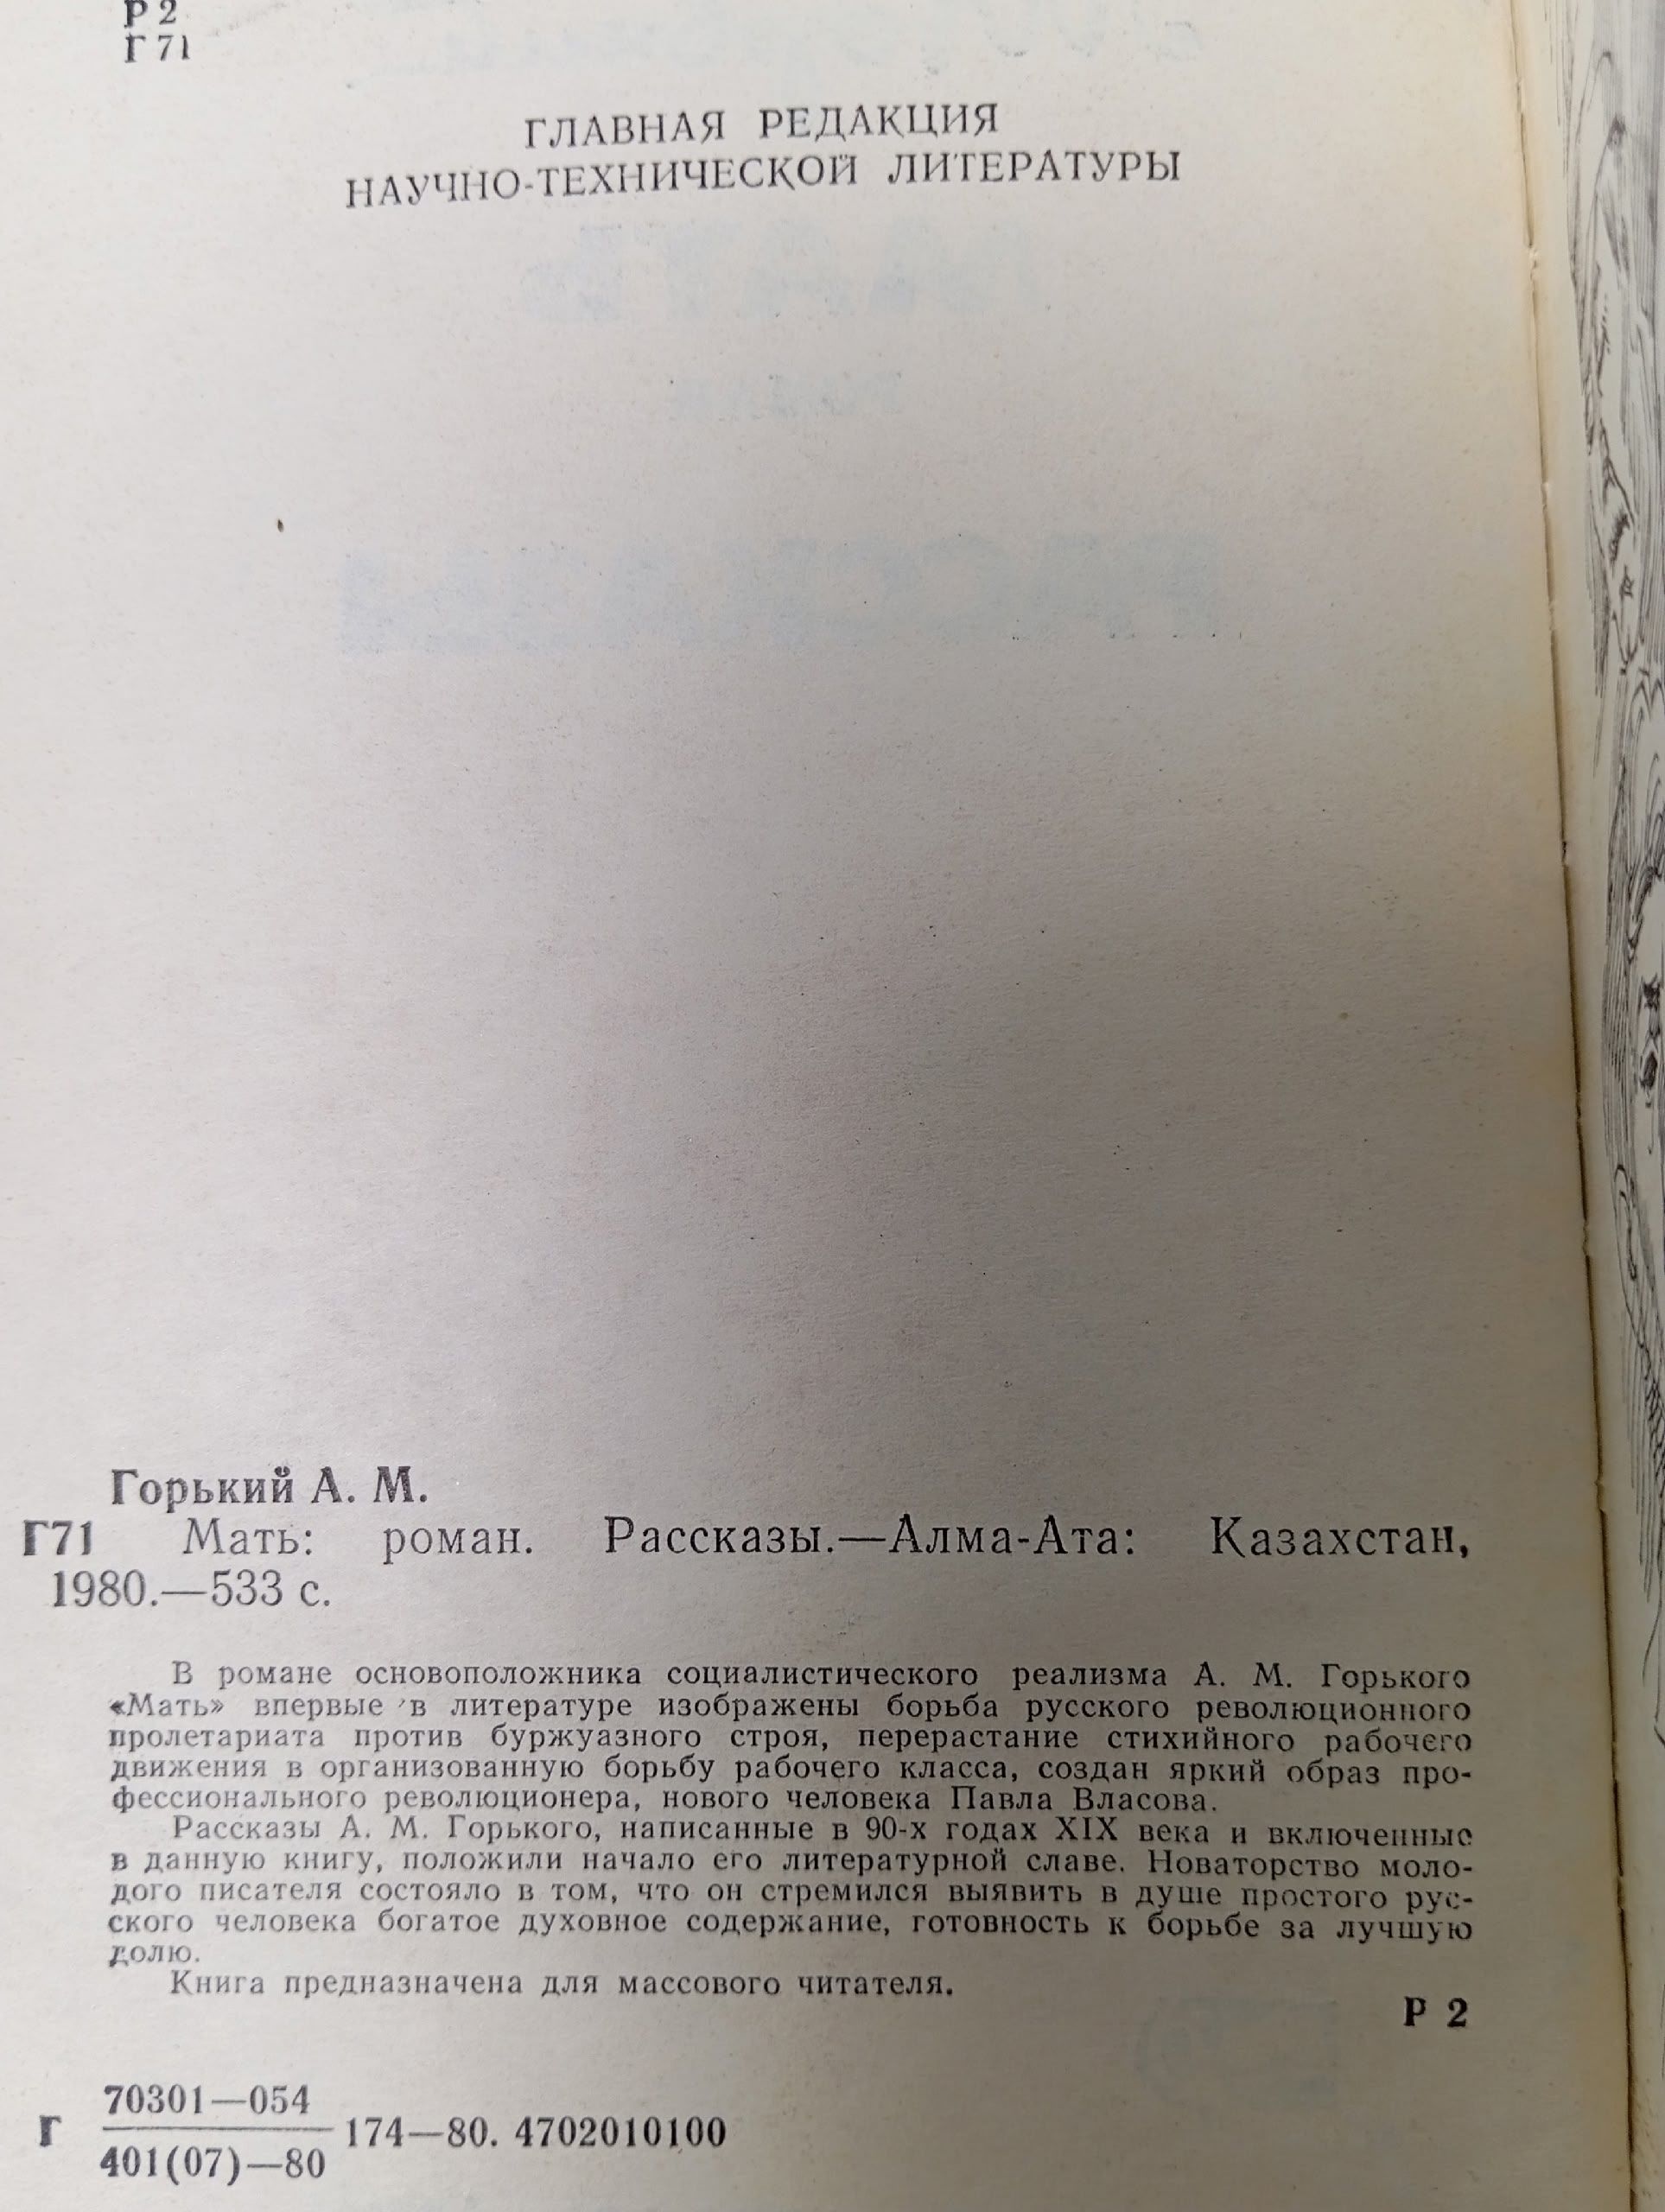 Р 2
Г 71
ГЛАВНАЯ РЕДАКЦИЯ
НАУЧНО-ТЕХНИЧЕСКОЙ ЛИТЕРАТУРЫ
Горький А. М.
Г71 Мать: роман. Рассказы.—Алма-Ата: Казахстан,
1980.—533 с.
В романе основоположника социалистического реализма А. М. Горького
«Мать» впервые в литературе изображены борьба русского революционного
пролетариата против буржуазного строя, перерастание стихийного рабочего
движения в организованную борьбу рабочего класса, создан яркий образ про-
фессионального революционера, нового человека Павла Власова.
Рассказы А. М. Горького, написанные в 90-х годах XIX века и включенные
в данную книгу, положили начало его литературной славе. Новаторство моло-
дого писателя состояло в том, что он стремился выявить в душе простого рус-
ского человека богатое духовное содержание, готовность к борьбе за лучшую
долю.
Книга предназначена для массового читателя.
Р 2
70301—054
Г 174—80. 4702010100
401(07)—80